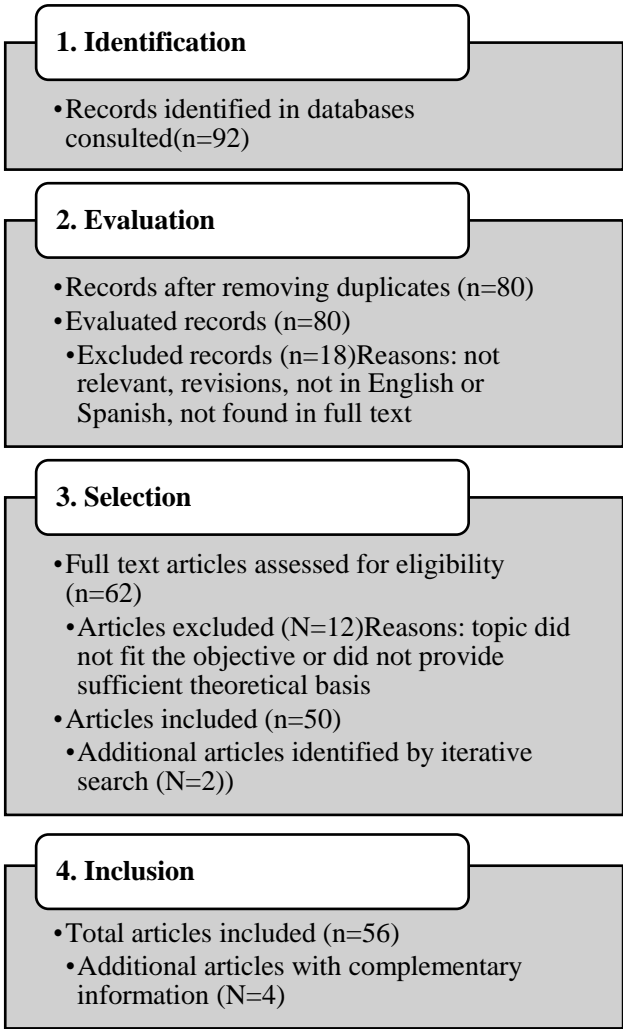 1. Identification
•Records identified in databases
consulted(n=92)
2. Evaluation
•Records after removing duplicates (n=80)
•Evaluated records (n=80)
•Excluded records (n=18)Reasons: not
relevant, revisions, not in English or
Spanish, not found in full text
3. Selection
•Full text articles assessed for eligibility
(n=62)
•Articles excluded (N=12)Reasons: topic did
not fit the objective or did not provide
sufficient theoretical basis
•Articles included (n=50)
•Additional articles identified by iterative
search (N=2))
4. Inclusion
•Total articles included (n=56)
•Additional articles with complementary
information (N=4)